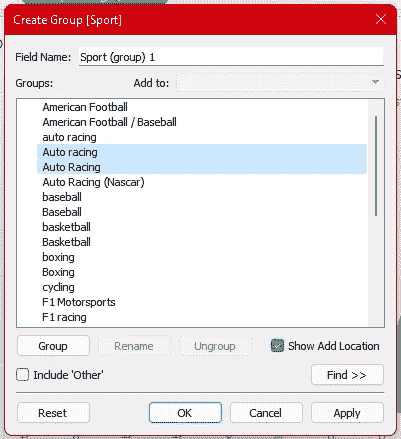 Create Group [Sport]
Field Name: Sport (group) 1
Groups: Add to:
American Football
American Football / Baseball
auto racing
Auto racing
Auto Racing
Auto Racing (Nascar)
baseball
Baseball
basketball
Basketball
boxing
Boxing
cycling
F1 Motorsports
F1 racing
Group Rename Ungroup Show Add Location
Include 'Other' Find >>
Reset OK Cancel Apply